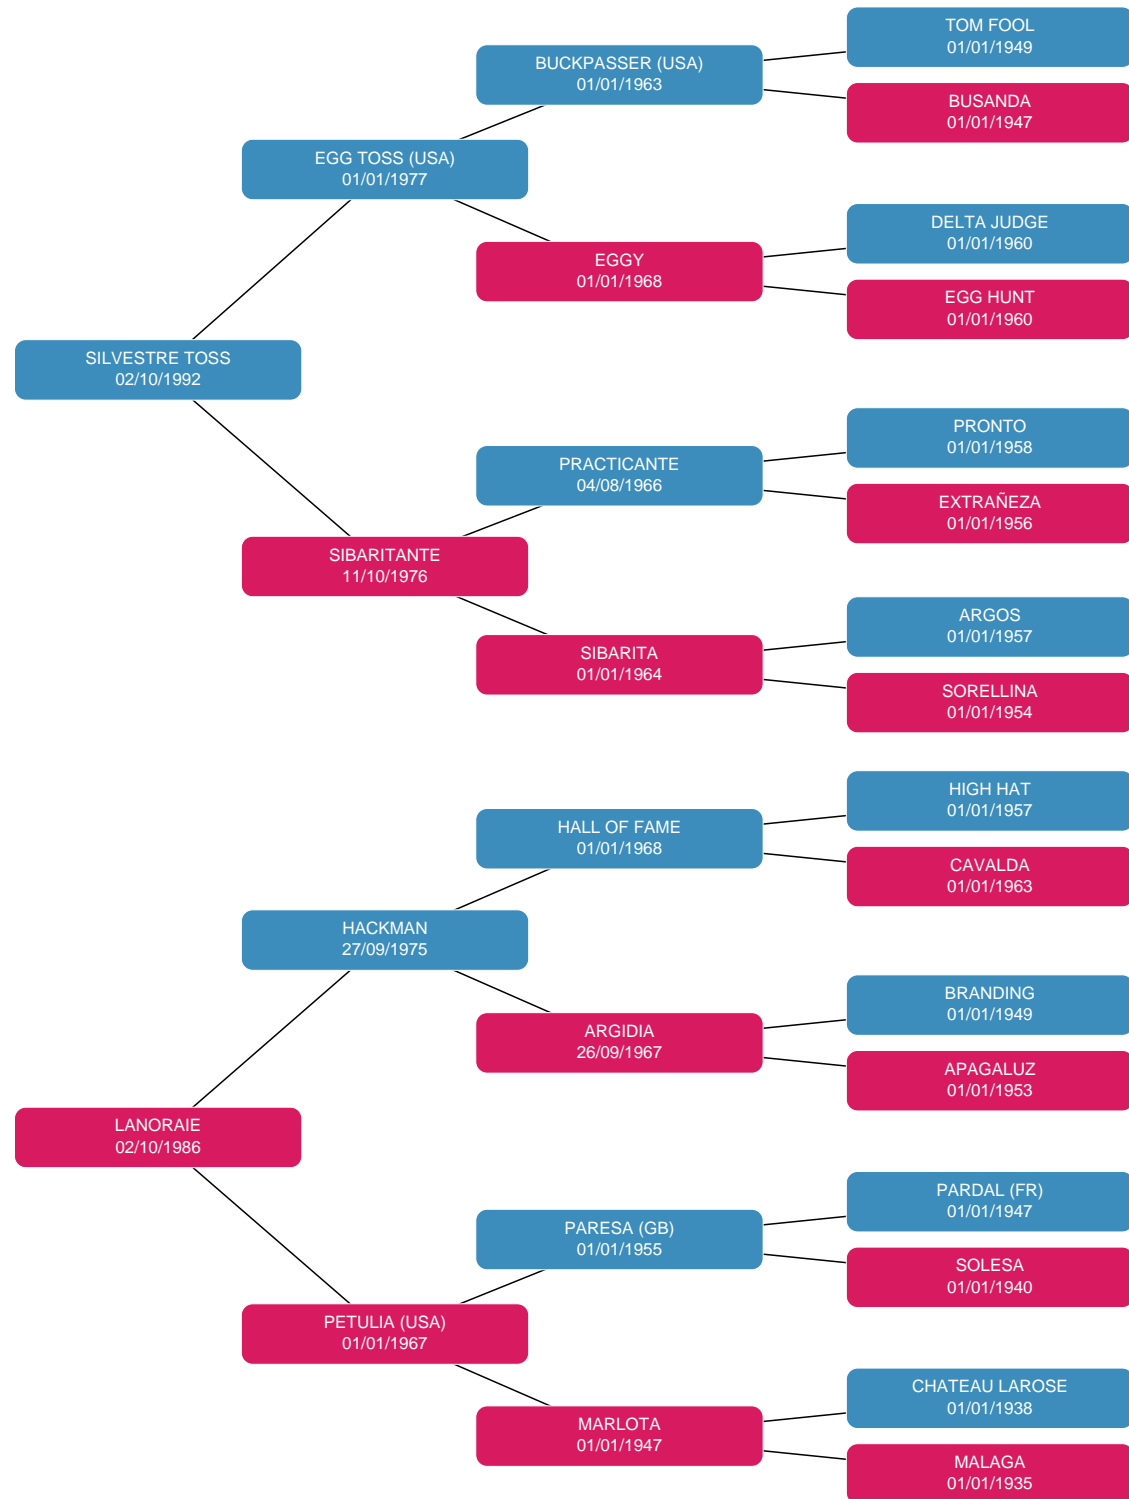 TOM FOOL
01/01/1949
BUCKPASSER (USA)
01/01/1963
BUSANDA
01/01/1947
EGG TOSS (USA)
01/01/1977
DELTA JUDGE
01/01/1960
EGGY
01/01/1968
EGG HUNT
01/01/1960
SILVESTRE TOSS
02/10/1992
PRONTO
01/01/1958
PRACTICANTE
04/08/1966
EXTRAÑEZA
01/01/1956
SIBARITANTE
11/10/1976
ARGOS
01/01/1957
SIBARITA
01/01/1964
SORELLINA
01/01/1954
HIGH HAT
01/01/1957
HALL OF FAME
01/01/1968
CAVALDA
01/01/1963
HACKMAN
27/09/1975
BRANDING
01/01/1949
ARGIDIA
26/09/1967
APAGALUZ
01/01/1953
LANORAIE
02/10/1986
PARDAL (FR)
01/01/1947
PARESA (GB)
01/01/1955
SOLESA
01/01/1940
PETULIA (USA)
01/01/1967
CHATEAU LAROSE
01/01/1938
MARLOTA
01/01/1947
MALAGA
01/01/1935